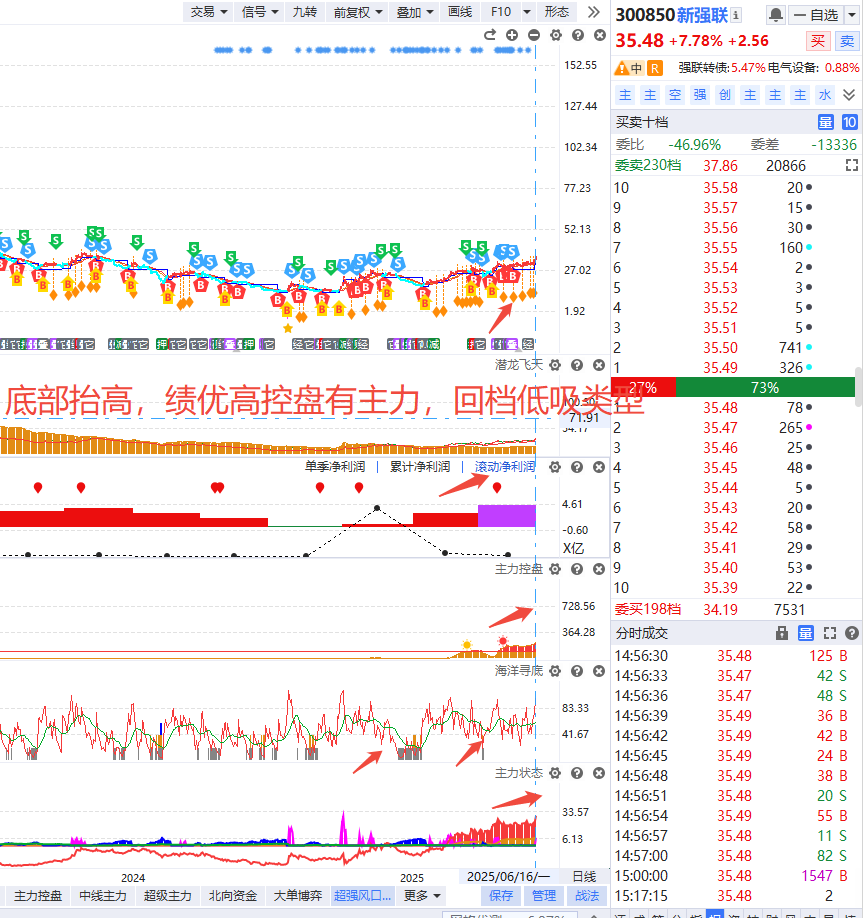 交易 信号 九转 前复权 叠加 画线 F10 形态
300850 新强联
自选
35.48 +7.78% +2.56 买 卖
中 R 强联转债:5.47% 电气设备: 0.88%
主 主 空 强 创 主 主 主 水
买卖十档 量 10
委比 -46.96% 委差 -13336
委卖230档 37.86 20866
10 35.58 20
9 35.57 15
8 35.56 30
7 35.55 160
6 35.54 2
5 35.53 3
4 35.52 5
3 35.51 5
2 35.50 741
1 35.49 326
27% 73%
1 35.48 78
2 35.47 265
3 35.46 25
4 35.45 48
5 35.44 5
6 35.43 20
7 35.42 58
8 35.41 29
9 35.40 53
10 35.39 22
委买198档 34.19 7531
分时成交 量
14:56:30 35.48 125 B
14:56:33 35.47 42 S
14:56:36 35.47 48 S
14:56:39 35.49 36 B
14:56:42 35.49 42 B
14:56:45 35.49 24 B
14:56:48 35.49 38 B
14:56:51 35.48 20 S
14:56:54 35.49 55 B
14:56:57 35.48 11 S
14:57:00 35.48 82 S
15:00:00 35.48 1547 B
15:17:15 35.48 2
152.55
127.44
102.34
77.23
52.13
27.02
1.92
潜龙飞天
底部抬高，绩优高控盘有主力，回档低吸类型
100.30
71.91
54.17
单季净利润 | 累计净利润 | 滚动净利润
4.61
-0.60
X亿
主力控盘
728.56
364.28
海洋寻底
83.33
41.67
主力状态
33.57
6.13
2024 2025 2025/06/16/一 日线
主力控盘 中线主力 超级主力 北向资金 大单博弈 超强风口... 更多 保存 管理 战法